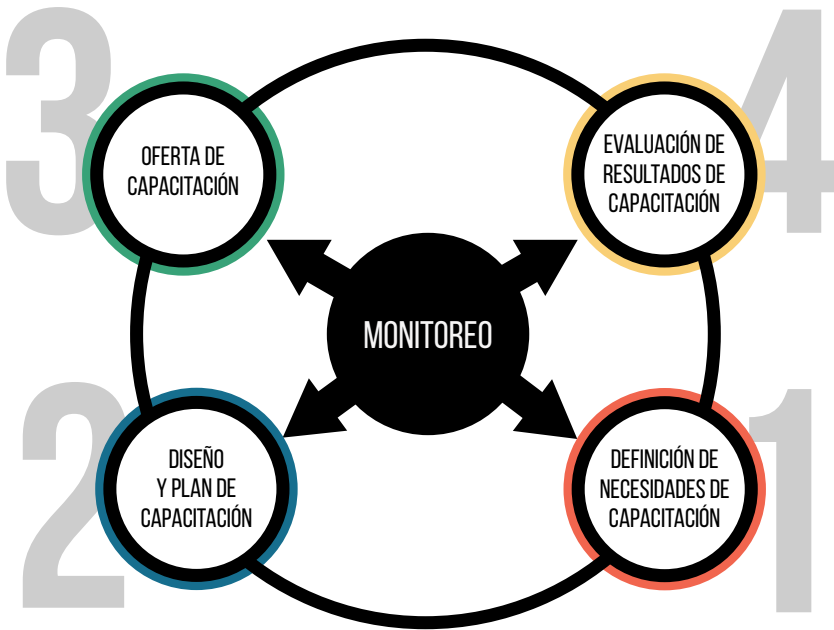 3
OFERTA DE
CAPACITACIÓN
4
EVALUACIÓN DE
RESULTADOS DE
CAPACITACIÓN
MONITOREO
2
DISEÑO
Y PLAN DE
CAPACITACIÓN
1
DEFINICIÓN DE
NECESIDADES DE
CAPACITACIÓN